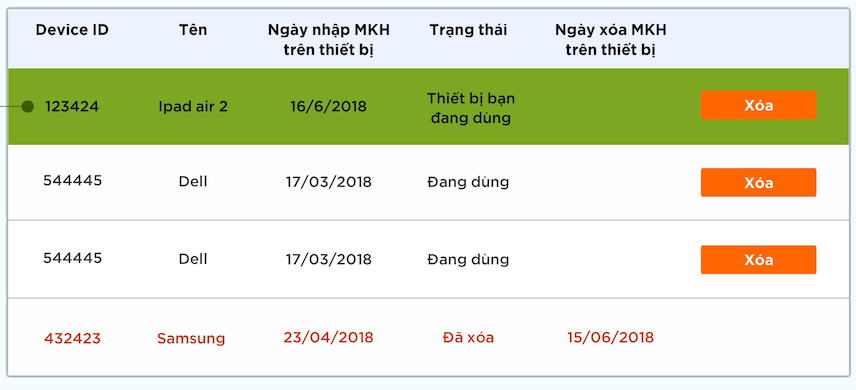 Device ID Tên Ngày nhập MKH trên thiết bị Trạng thái Ngày xóa MKH trên thiết bị
123424 Ipad air 2 16/6/2018 Thiết bị bạn đang dùng Xóa
544445 Dell 17/03/2018 Đang dùng Xóa
544445 Dell 17/03/2018 Đang dùng Xóa
432423 Samsung 23/04/2018 Đã xóa 15/06/2018